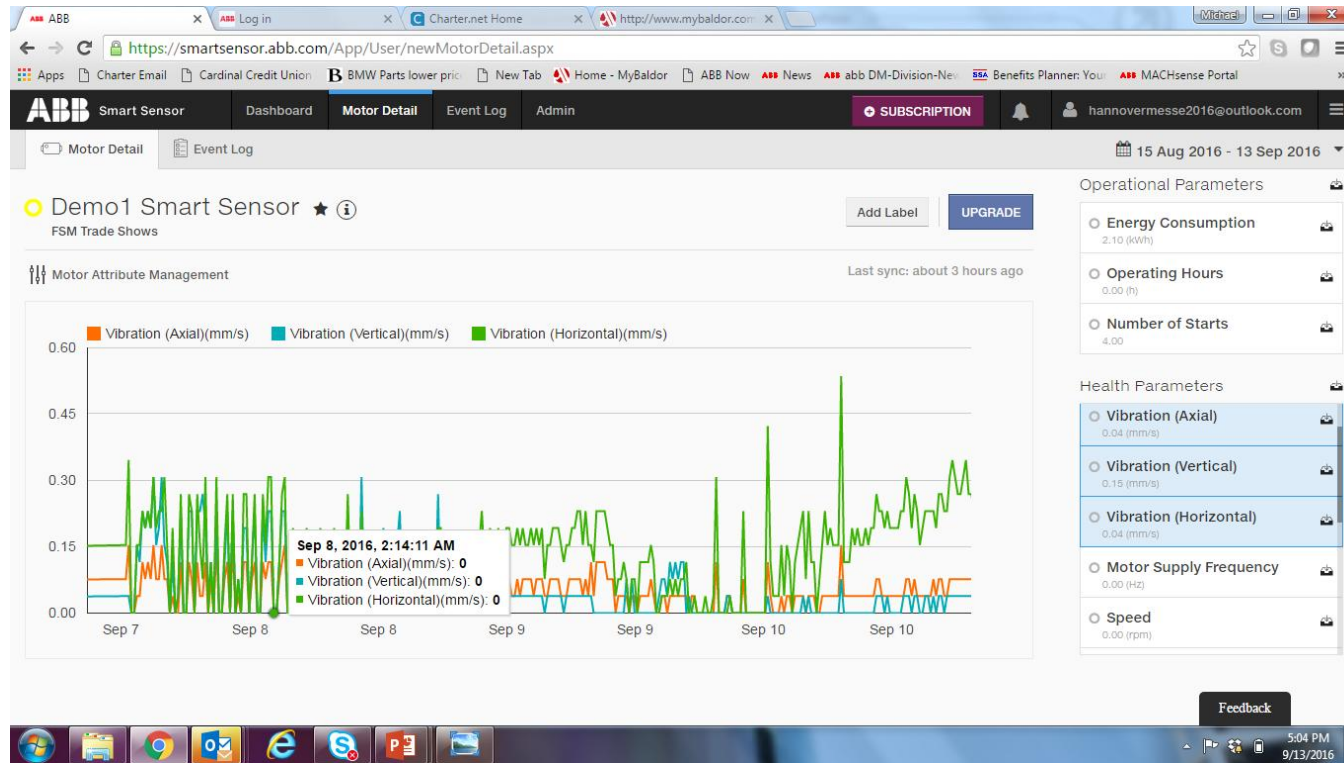 ABB
ABB Log in
C Charter.net Home
http://www.mybaldor.com
Michael
https://smartsensor.abb.com/App/User/newMotorDetail.aspx
Apps Charter Email Cardinal Credit Union B BMW Parts lower pric New Tab Home - MyBaldor ABB Now ABB News ABB abb DM-Division-New SSA Benefits Planner: Your ABB MACHsense Portal »
ABB Smart Sensor Dashboard Motor Detail Event Log Admin SUBSCRIPTION hannovermesse2016@outlook.com
Motor Detail Event Log 15 Aug 2016 - 13 Sep 2016
Demo1 Smart Sensor
FSM Trade Shows
Add Label UPGRADE
Motor Attribute Management Last sync: about 3 hours ago
Vibration (Axial)(mm/s) Vibration (Vertical)(mm/s) Vibration (Horizontal)(mm/s)
0.60
0.45
0.30
0.15
0.00
Sep 8, 2016, 2:14:11 AM
Vibration (Axial)(mm/s): 0
Vibration (Vertical)(mm/s): 0
Vibration (Horizontal)(mm/s): 0
Sep 7 Sep 8 Sep 8 Sep 9 Sep 9 Sep 10 Sep 10
Operational Parameters
Energy Consumption
2.10 (kWh)
Operating Hours
0.00 (h)
Number of Starts
4.00
Health Parameters
Vibration (Axial)
0.04 (mm/s)
Vibration (Vertical)
0.15 (mm/s)
Vibration (Horizontal)
0.04 (mm/s)
Motor Supply Frequency
0.00 (HZ)
Speed
0.00 (rpm)
Feedback
5:04 PM
9/13/2016